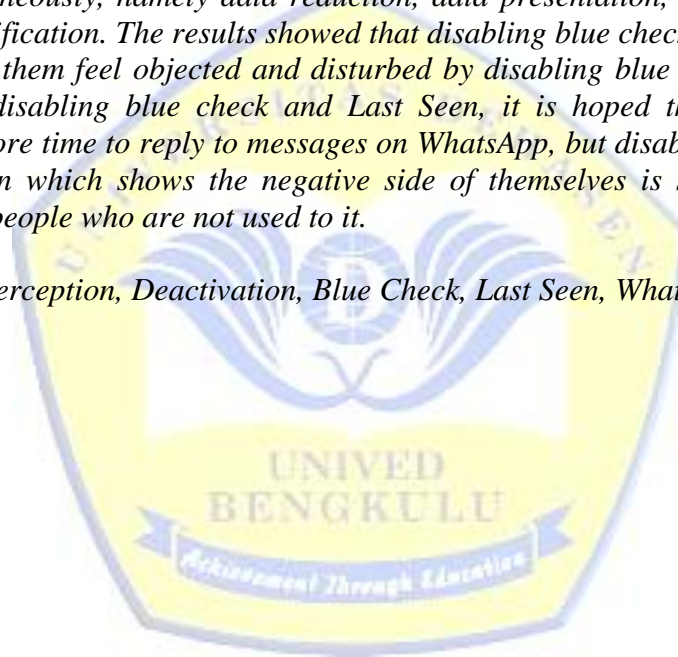 neously, namely data reduction, data presentation,
ification. The results showed that disabling blue check
them feel objected and disturbed by disabling blue
disabling blue check and Last Seen, it is hoped th
ore time to reply to messages on WhatsApp, but disab
n which shows the negative side of themselves is s
people who are not used to it.
erception, Deactivation, Blue Check, Last Seen, What
UNIVERSITAS DEHASEN
UNIVED
BENGKULU
Achievement Through Education